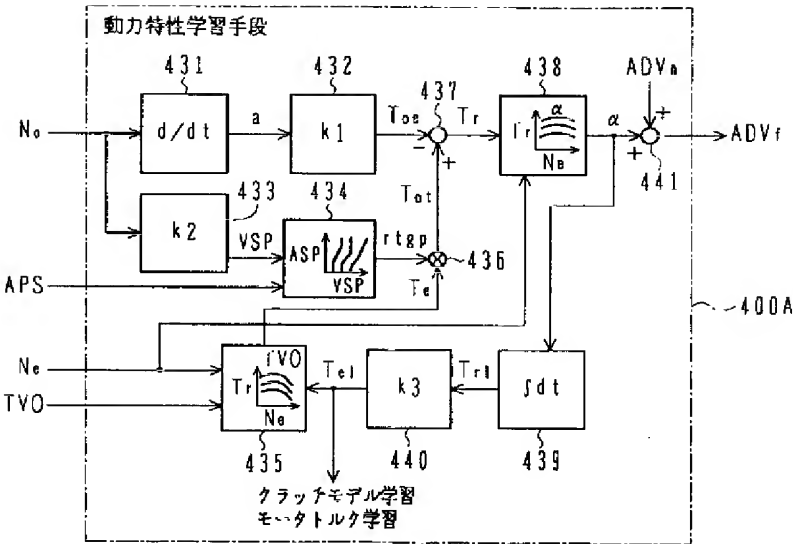 動力特性学習手段
431
432
437
438
ADVn
No
d/dt
a
k1
Toe
Tr
Tr
α
Ne
α
ADVf
441
433
434
Tot
k2
VSP
ASP
VSP
rtgp
436
APS
Te
400A
Ne
TVO
Tr
TVO
Ne
Tel
k3
Trl
∫dt
435
440
439
クラッチモデル学習
モータトルク学習